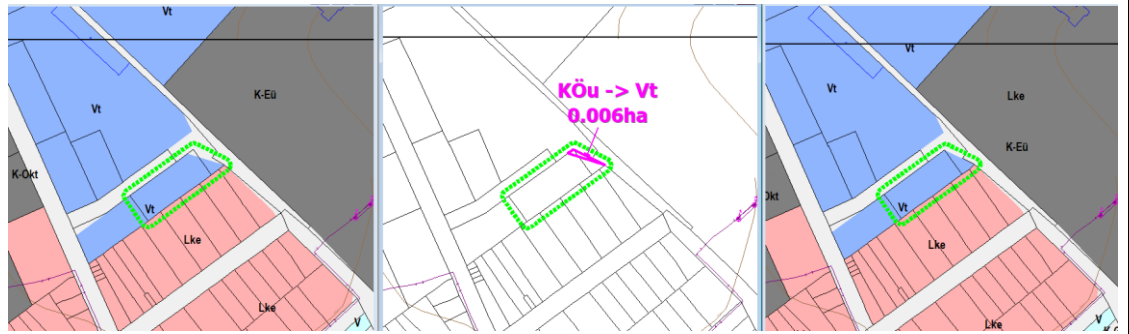 Vt
K-Eü
Vt
K-Okt
Vt
Lke
Lke
KÖu -> Vt
0.006ha
Vt
Vt
Lke
K-Eü
Okt
Vt
Lke
Lke
V